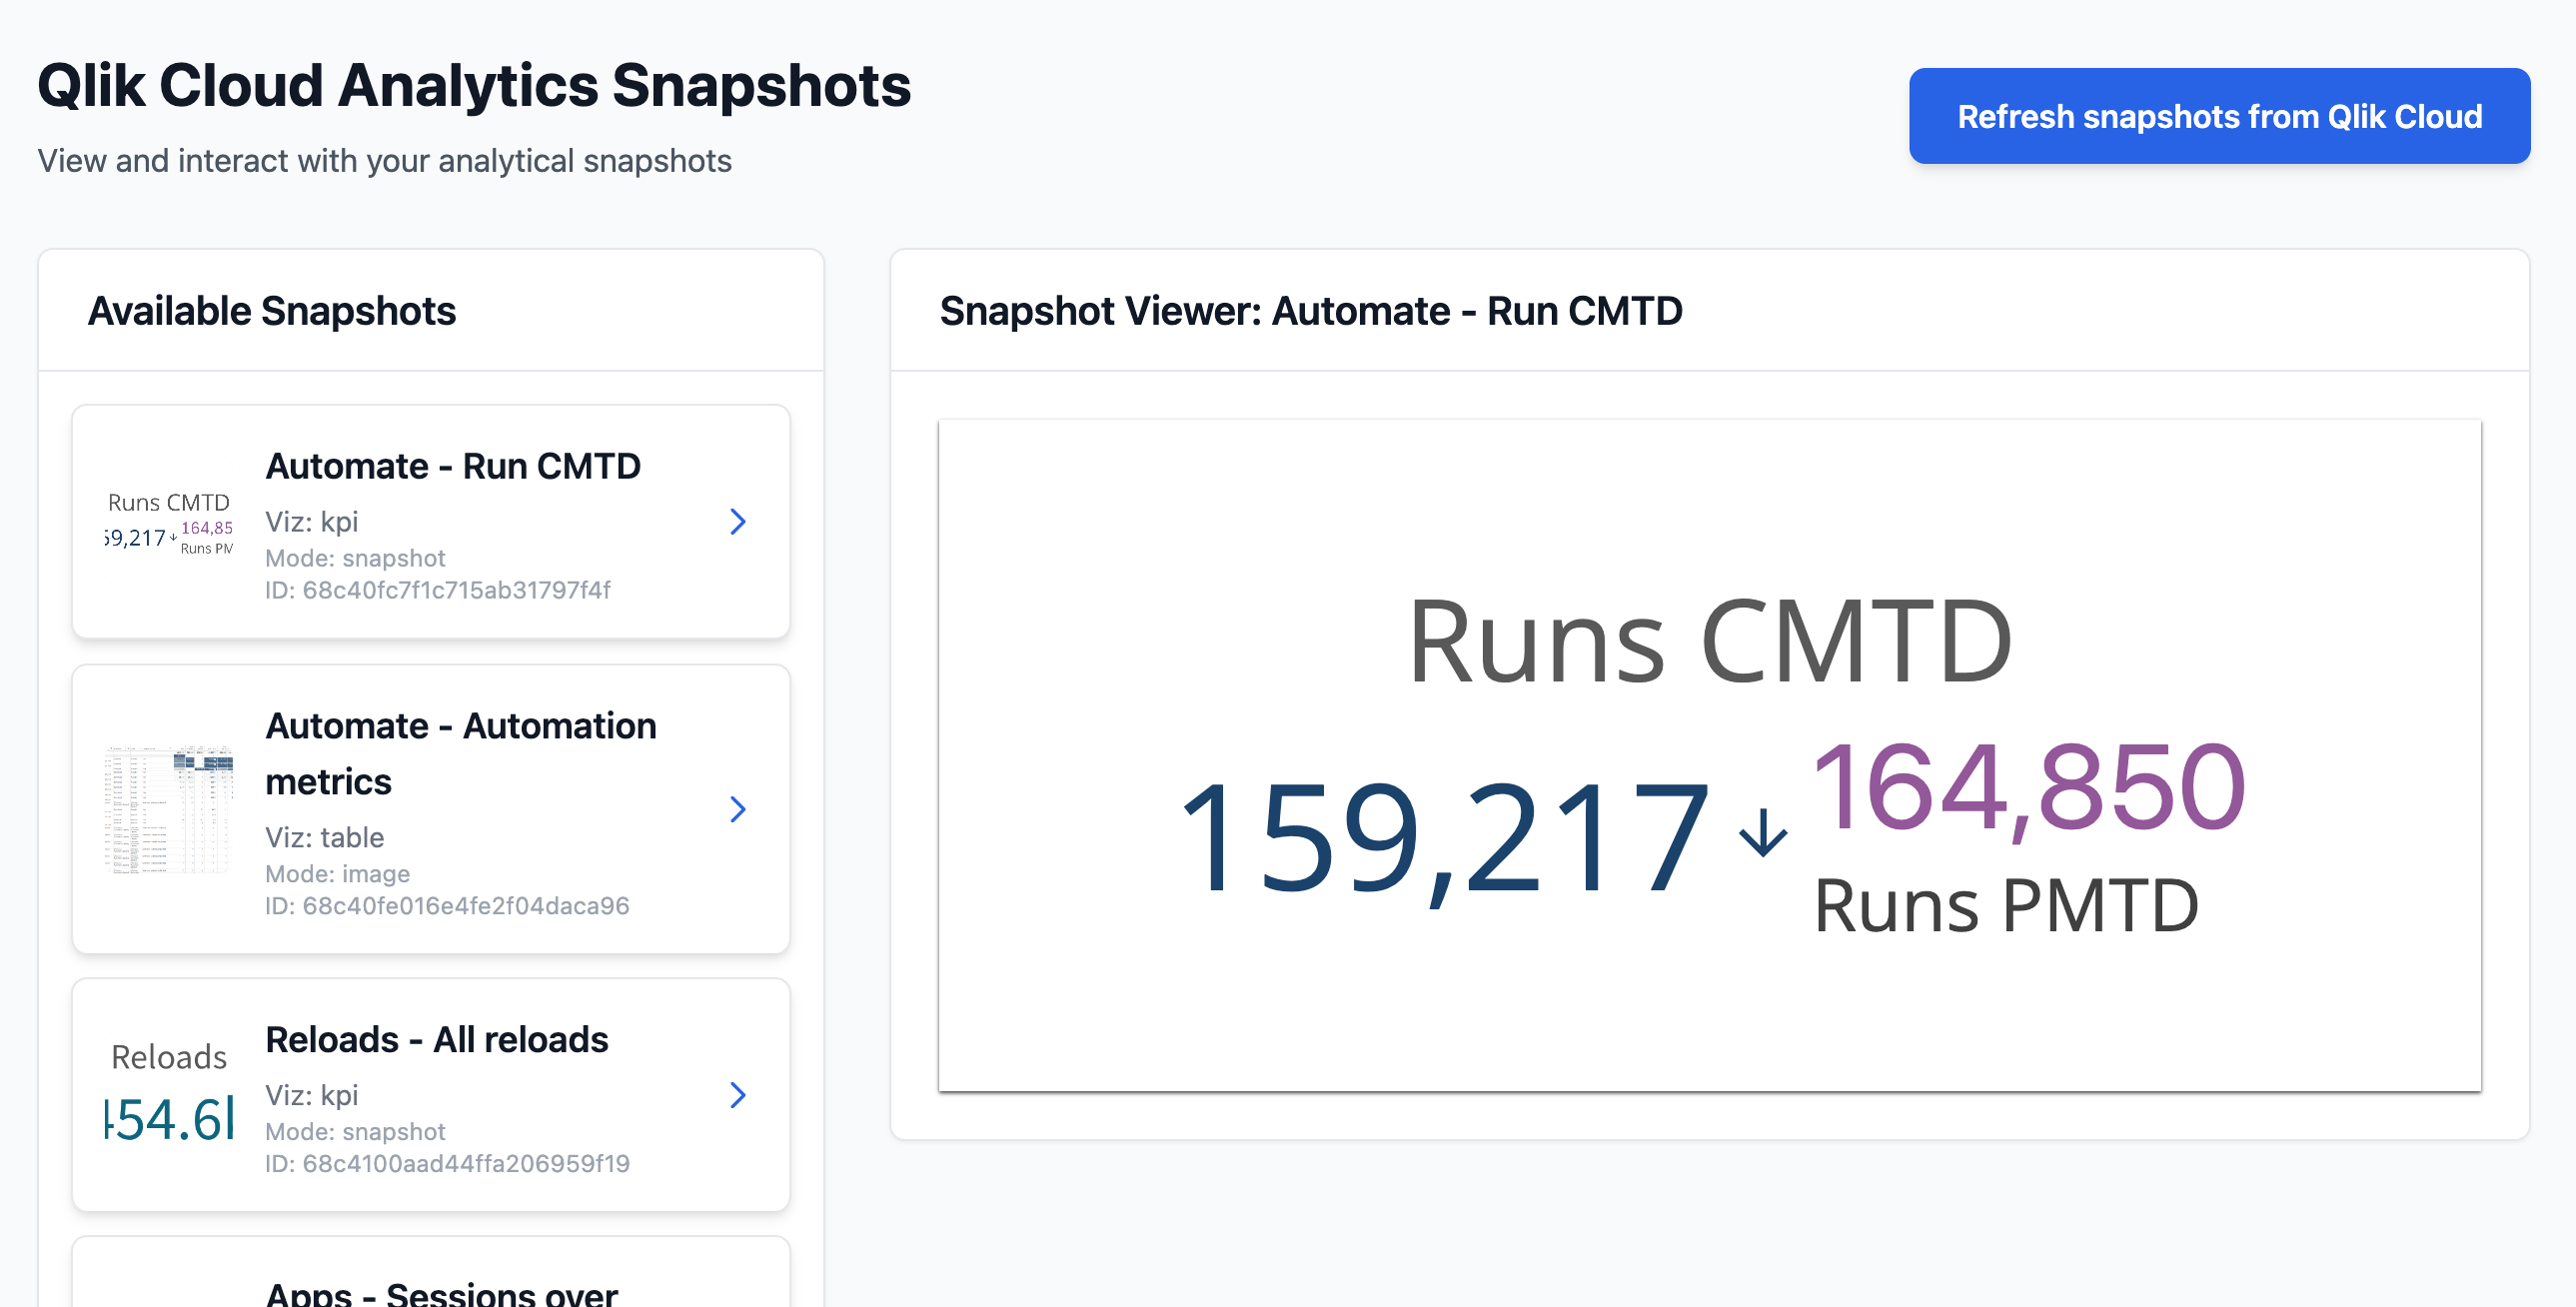 Qlik Cloud Analytics Snapshots
View and interact with your analytical snapshots
Refresh snapshots from Qlik Cloud
Available Snapshots
Runs CMTD
59,217
164,85
Runs PM
Automate - Run CMTD
Viz: kpi
Mode: snapshot
ID: 68c40fc7f1c715ab31797f4f
Automate - Automation
metrics
Viz: table
Mode: image
ID: 68c40fe016e4fe2f04daca96
Reloads
454.6
Reloads - All reloads
Viz: kpi
Mode: snapshot
ID: 68c4100aad44ffa206959f19
Apps - Sessions over
Snapshot Viewer: Automate - Run CMTD
Runs CMTD
159,217
164,850
Runs PMTD